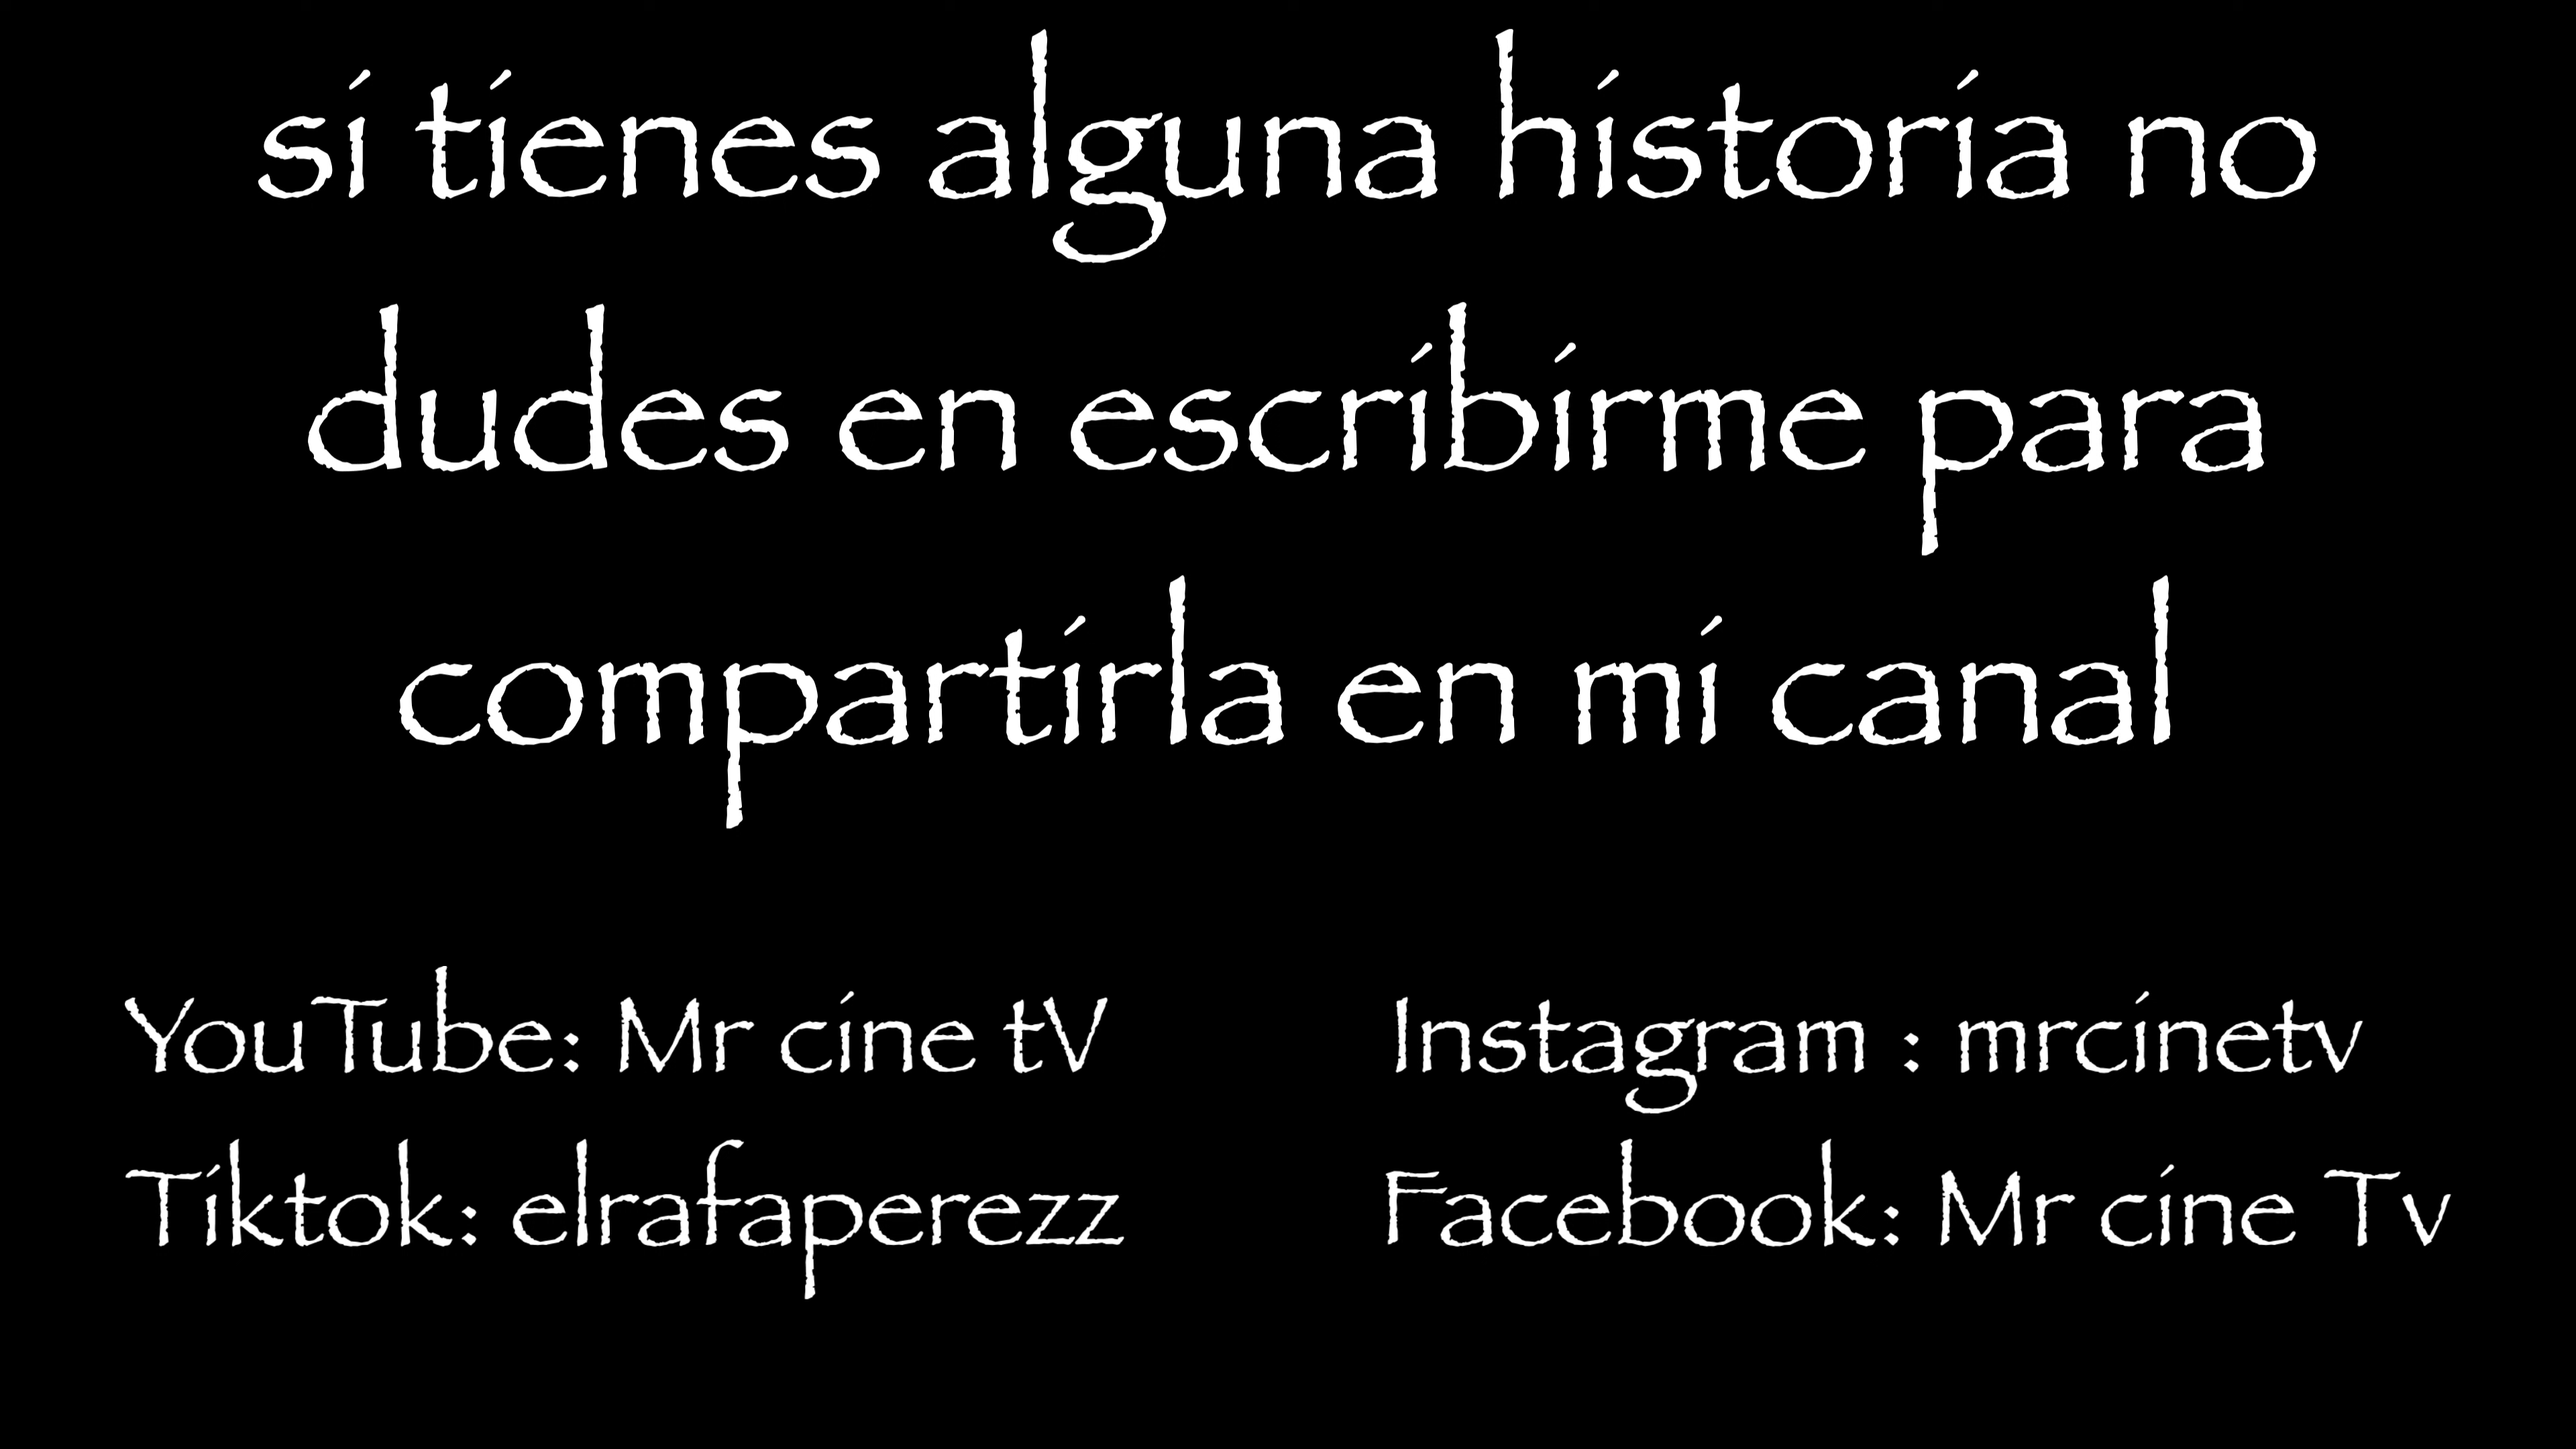 si tienes alguna historia no
dudes en escribirme para
compartirla en mi canal
YouTube: Mr cine tV
Instagram : mrcinetv
Tiktok: elrafaperezz
Facebook: Mr cine Tv